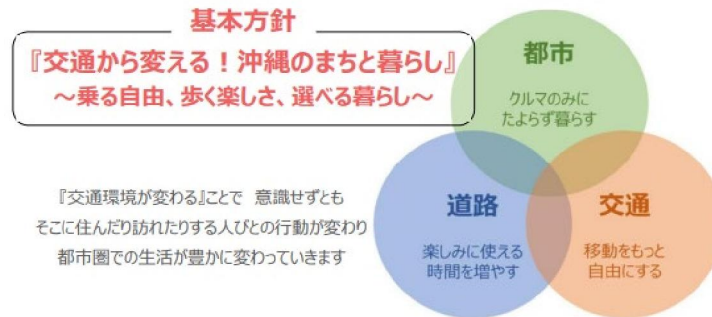 基本方針
『交通から変える！沖縄のまちと暮らし』
～乗る自由、歩く楽しさ、選べる暮らし～
『交通環境が変わる』ことで 意識せずとも
そこに住んだり訪れたりする人びとの行動が変わり
都市圏での生活が豊かに変わっていきます
都市
クルマのみに
たよらず暮らす
道路
楽しみに使える
時間を増やす
交通
移動をもっと
自由にする